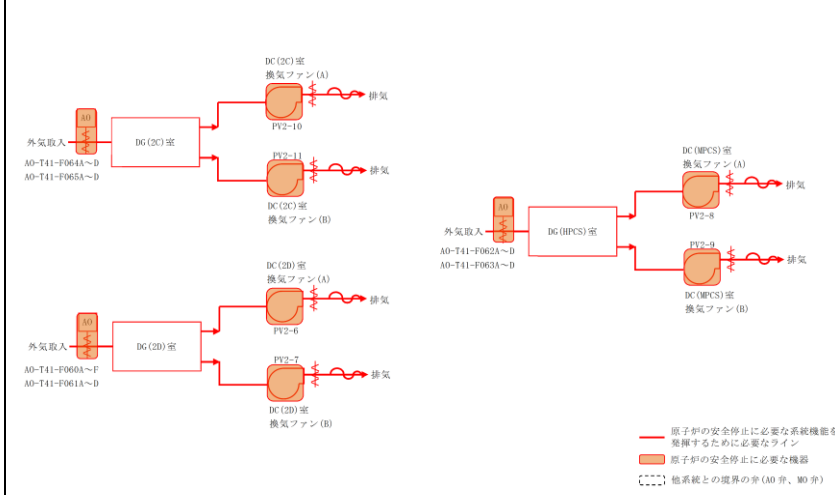 DC(2C)室
換気ファン(A)
排気
AO
PV2-10
外気取入
DG(2C)室
AO-T41-F064A～D
AO-T41-F065A～D
PV2-11
排気
DC(2C)室
換気ファン(B)
DC(2D)室
換気ファン(A)
排気
AO
PV2-6
外気取入
DG(2D)室
AO-T41-F060A～F
AO-T41-F061A～D
PV2-7
排気
DC(2D)室
換気ファン(B)
DC(MPCS)室
換気ファン(A)
排気
AO
PV2-8
外気取入
DG(HPCS)室
AO-T41-F062A～D
AO-T41-F063A～D
PV2-9
排気
DC(MPCS)室
換気ファン(B)
原子炉の安全停止に必要な系統機能を
発揮するために必要なライン
原子炉の安全停止に必要な機器
他系統との境界の弁(AO 弁、MO 弁)